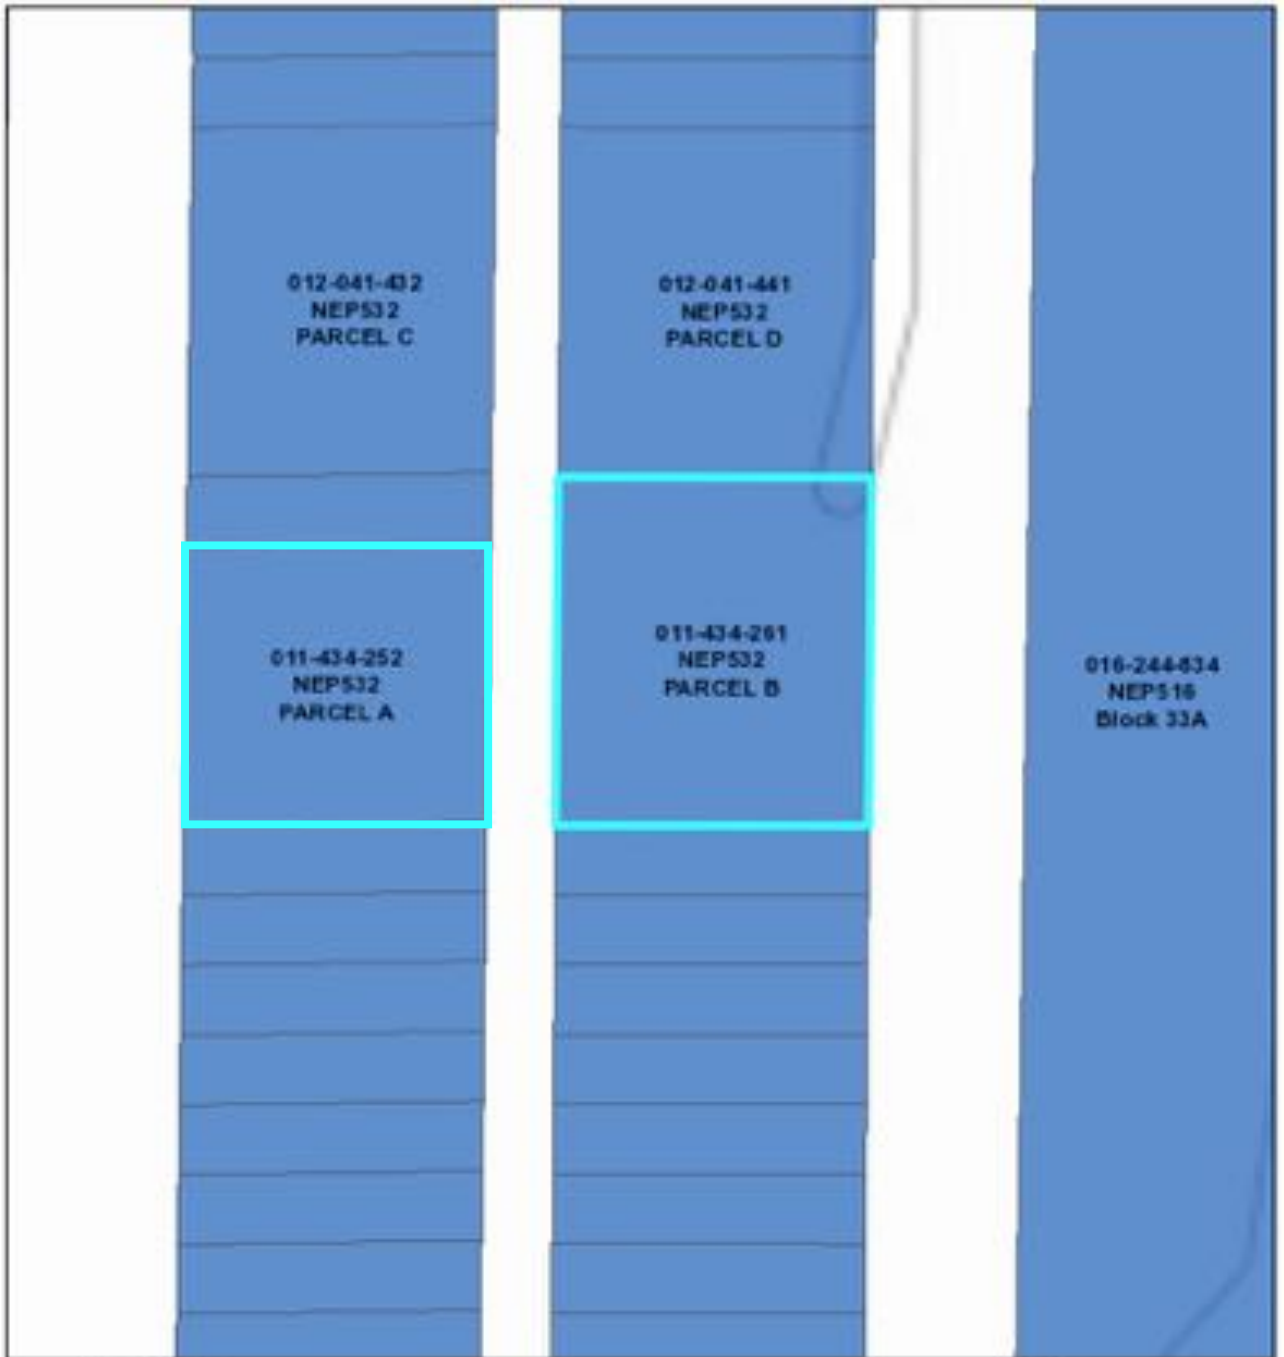 012-041-432
NEP532
PARCEL C
012-041-441
NEP532
PARCEL D
011-434-252
NEP532
PARCEL A
011-434-261
NEP532
PARCEL B
016-244-834
NEP516
Block 33A